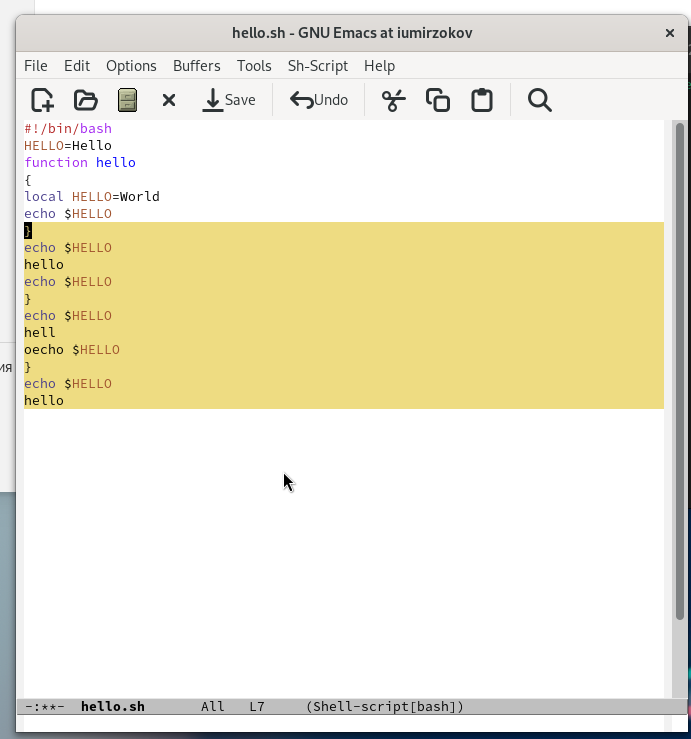 hello.sh - GNU Emacs at iumirzokov
File Edit Options Buffers Tools Sh-Script Help
Save Undo
#!/bin/bash
HELLO=Hello
function hello
{
local HELLO=World
echo $HELLO
}
echo $HELLO
hello
echo $HELLO
}
echo $HELLO
hell
oecho $HELLO
}
echo $HELLO
hello
ия
-:**- hello.sh All L7 (Shell-script[bash])